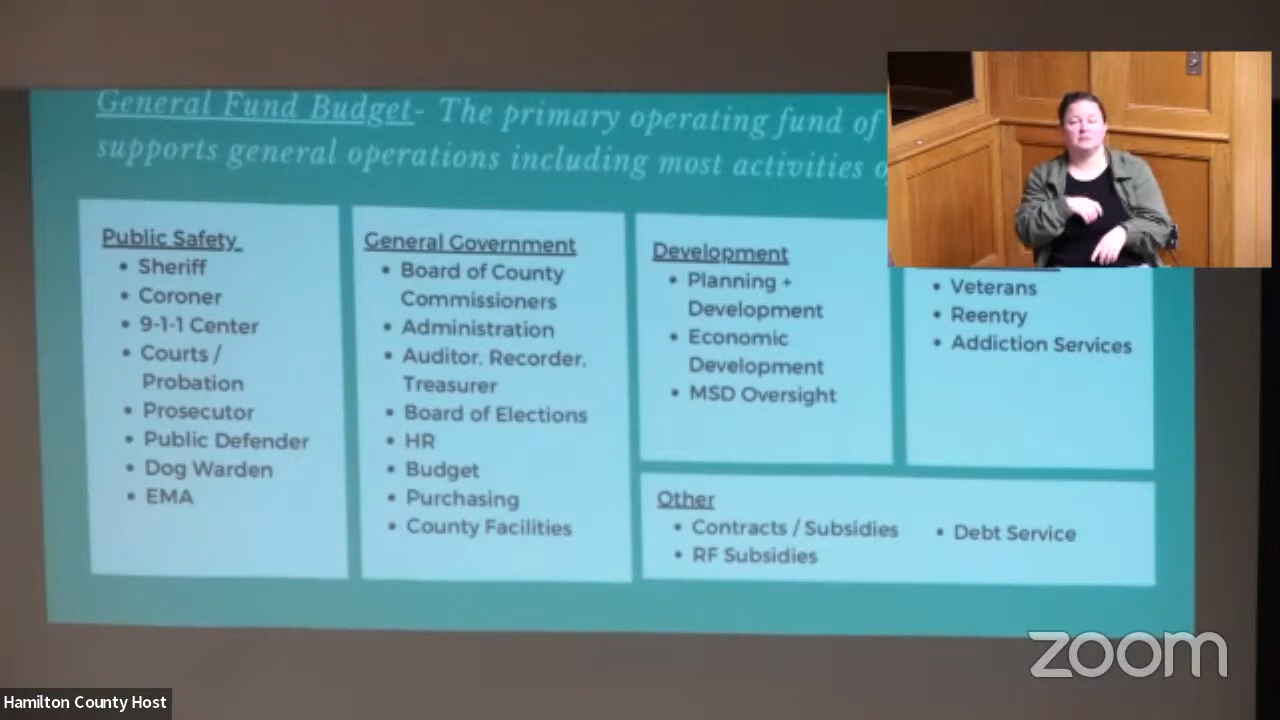 General Fund Budget- The primary operating fund of
supports general operations including most activities o
Public Safety
• Sheriff
• Coroner
• 9-1-1 Center
• Courts /
Probation
• Prosecutor
• Public Defender
• Dog Warden
• EMA
General Government
• Board of County
Commissioners
• Administration
• Auditor, Recorder,
Treasurer
• Board of Elections
• HR
• Budget
• Purchasing
• County Facilities
Development
• Planning +
Development
• Economic
Development
• MSD Oversight
• Veterans
• Reentry
• Addiction Services
Other
• Contracts / Subsidies
• RF Subsidies
• Debt Service
zoom
Hamilton County Host